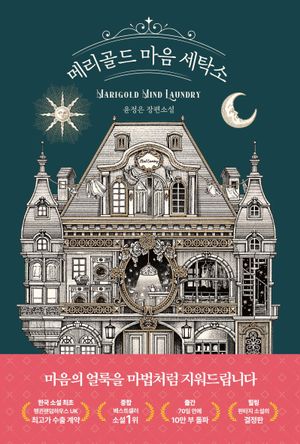 메리골드 마음 세탁소
MARIGOLD MIND LAUNDRY
윤정은 장편소설
마음의 얼룩을 마법처럼 지워드립니다
한국 소설 최초
펭귄랜덤하우스 UK
최고가 수출 계약
종합
베스트셀러
소설 1위
출간
70일 만에
10만 부 돌파
힐링
판타지 소설의
결정판